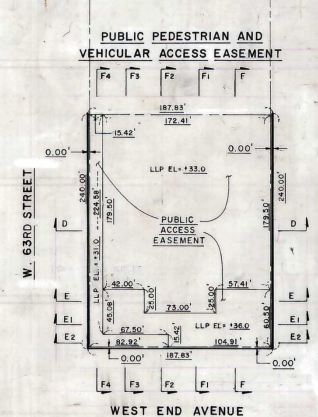 PUBLIC PEDESTRIAN AND
VEHICULAR ACCESS EASEMENT
F4 F3 F2 F1 F
187.83'
172.41'
15.42'
0.00' 0.00'
LLP EL= +33.0
240.00' 240.00'
224.58' 179.50' 179.50'
W. 63RD STREET
PUBLIC
ACCESS
EASEMENT
D D
LLP EL= +31.0
42.00' 57.41'
25.00' 25.00'
E E
73.00'
45.08' 60.50'
E1 E1
67.50' 15.42' LLP EL= +36.0
E2 E2
82.92' 104.91'
187.83'
0.00' 0.00' 0.00'
F4 F3 F2 F1 F
WEST END AVENUE